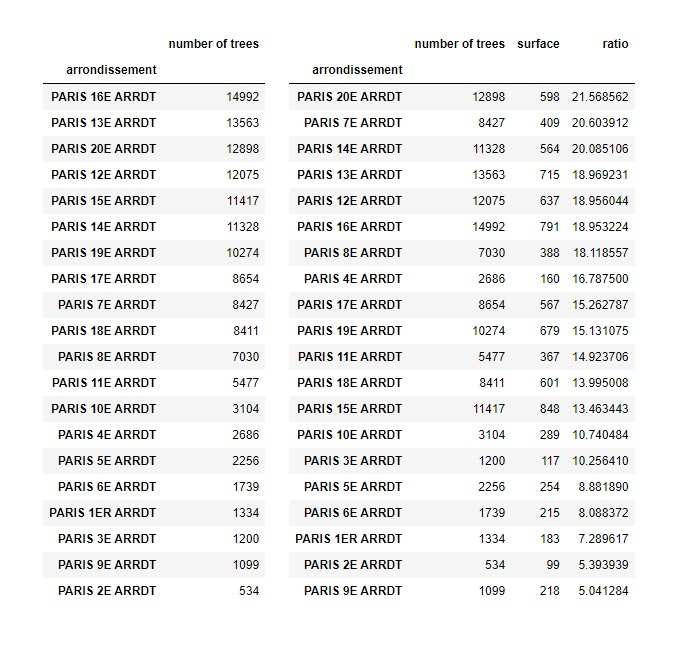 number of trees number of trees surface ratio
arrondissement arrondissement
PARIS 16E ARRDT 14992 PARIS 20E ARRDT 12898 598 21.568562
PARIS 13E ARRDT 13563 PARIS 7E ARRDT 8427 409 20.603912
PARIS 20E ARRDT 12898 PARIS 14E ARRDT 11328 564 20.085106
PARIS 12E ARRDT 12075 PARIS 13E ARRDT 13563 715 18.969231
PARIS 15E ARRDT 11417 PARIS 12E ARRDT 12075 637 18.956044
PARIS 14E ARRDT 11328 PARIS 16E ARRDT 14992 791 18.953224
PARIS 19E ARRDT 10274 PARIS 8E ARRDT 7030 388 18.118557
PARIS 17E ARRDT 8654 PARIS 4E ARRDT 2686 160 16.787500
PARIS 7E ARRDT 8427 PARIS 17E ARRDT 8654 567 15.262787
PARIS 18E ARRDT 8411 PARIS 19E ARRDT 10274 679 15.131075
PARIS 8E ARRDT 7030 PARIS 11E ARRDT 5477 367 14.923706
PARIS 11E ARRDT 5477 PARIS 18E ARRDT 8411 601 13.995008
PARIS 10E ARRDT 3104 PARIS 15E ARRDT 11417 848 13.463443
PARIS 4E ARRDT 2686 PARIS 10E ARRDT 3104 289 10.740484
PARIS 5E ARRDT 2256 PARIS 3E ARRDT 1200 117 10.256410
PARIS 6E ARRDT 1739 PARIS 5E ARRDT 2256 254 8.881890
PARIS 1ER ARRDT 1334 PARIS 6E ARRDT 1739 215 8.088372
PARIS 3E ARRDT 1200 PARIS 1ER ARRDT 1334 183 7.289617
PARIS 9E ARRDT 1099 PARIS 2E ARRDT 534 99 5.393939
PARIS 2E ARRDT 534 PARIS 9E ARRDT 1099 218 5.041284